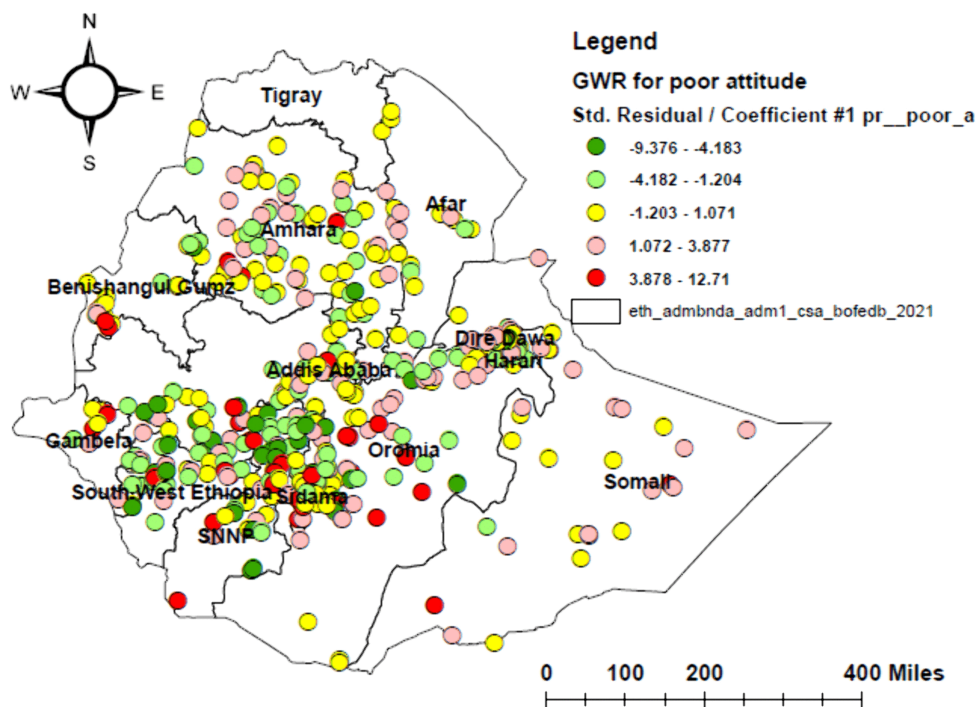 N
W E
S
Legend
GWR for poor attitude
Std. Residual / Coefficient #1 pr__poor_a
-9.376 - -4.183
-4.182 - -1.204
-1.203 - 1.071
1.072 - 3.877
3.878 - 12.71
eth_admbnda_adm1_csa_bofedb_2021
Tigray
Afar
Amhara
Benishangul Gumz
Dire Dawa
Harari
Addis Ababa
Gambela
Oromia
Somali
South West Ethiopia
Sidama
SNNP
0 100 200 400 Miles